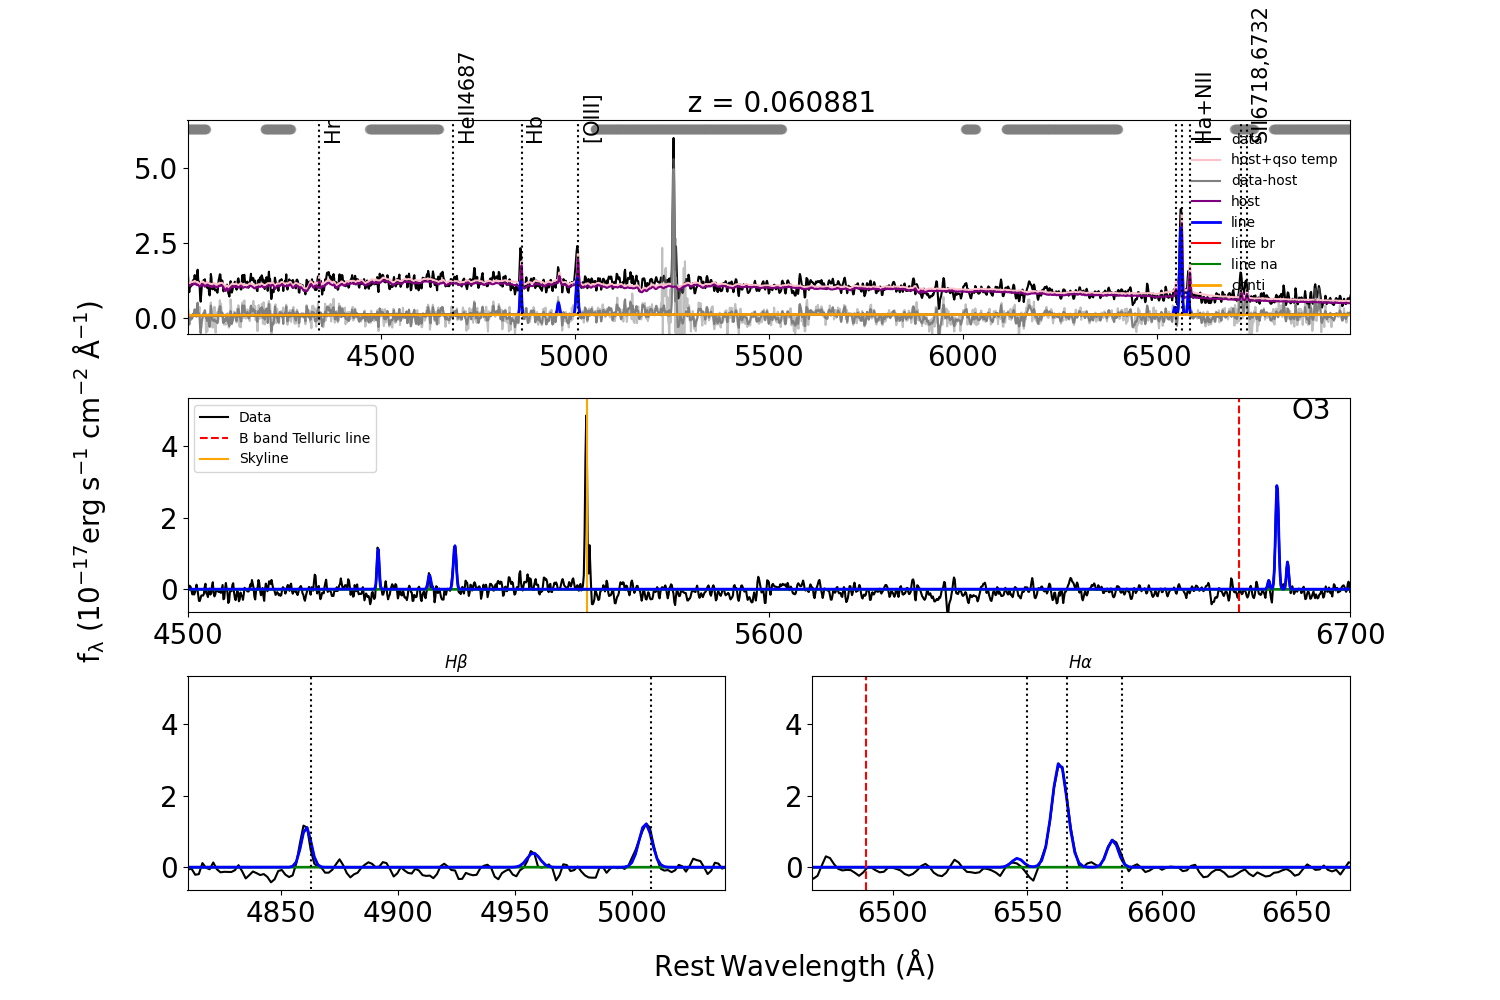 z = 0.060881
Hr
HeII4687
Hb
[OIII]
Ha+NII
SII6718,6732
data
host+qso temp
data-host
host
line
line br
line na
conti
5.0
2.5
0.0
4500
5000
5500
6000
6500
fλ (10−17erg s−1 cm−2 Å−1)
O3
Data
B band Telluric line
Skyline
4
2
0
4500
5600
6700
Hβ
4
2
0
4850
4900
4950
5000
Hα
4
2
0
6500
6550
6600
6650
Rest Wavelength (Å)